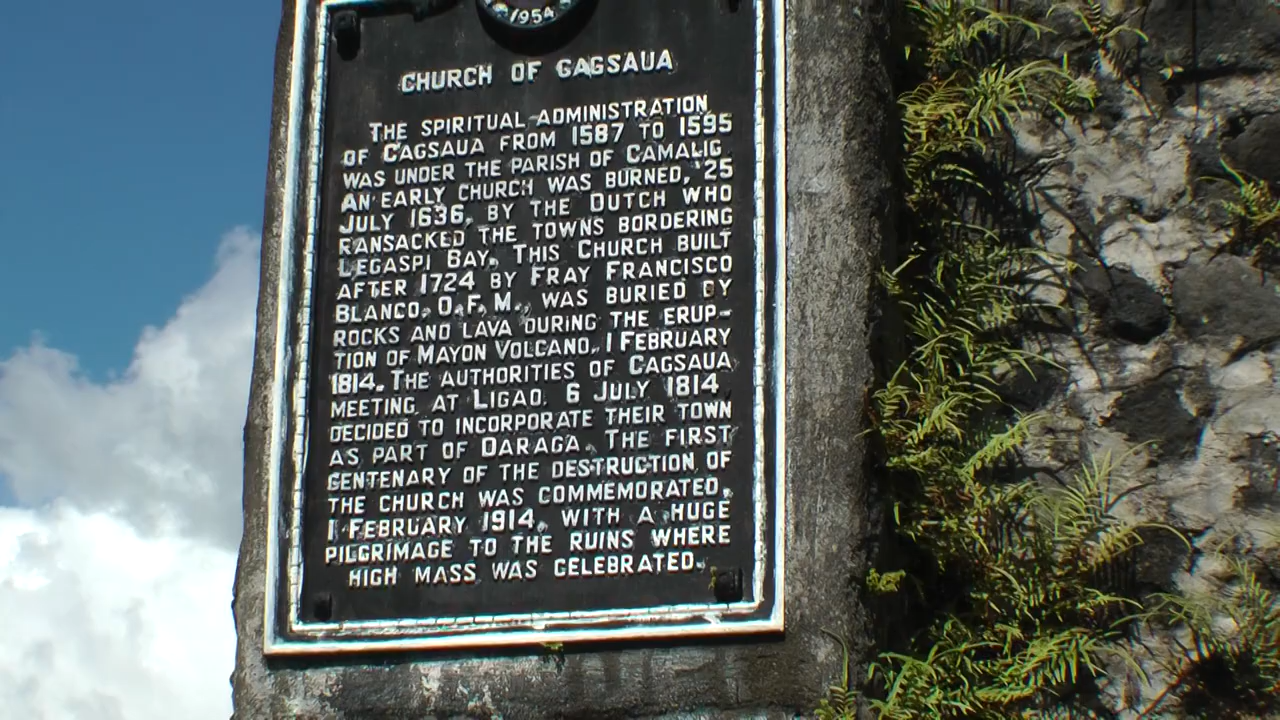 1954
CHURCH OF CAGSAUA
THE SPIRITUAL ADMINISTRATION
OF CAGSAUA FROM 1587 TO 1595
WAS UNDER THE PARISH OF CAMALIG.
AN EARLY CHURCH WAS BURNED, 25
JULY 1636, BY THE DUTCH WHO
RANSACKED THE TOWNS BORDERING
LEGASPI BAY. THIS CHURCH BUILT
AFTER 1724 BY FRAY FRANCISCO
BLANCO, O.F.M., WAS BURIED BY
ROCKS AND LAVA DURING THE ERUP-
TION OF MAYON VOLCANO, 1 FEBRUARY
1814. THE AUTHORITIES OF CAGSAUA
MEETING AT LIGAO, 6 JULY 1814
DECIDED TO INCORPORATE THEIR TOWN
AS PART OF DARAGA. THE FIRST
CENTENARY OF THE DESTRUCTION OF
THE CHURCH WAS COMMEMORATED,
1 FEBRUARY 1914, WITH A HUGE
PILGRIMAGE TO THE RUINS WHERE
HIGH MASS WAS CELEBRATED.